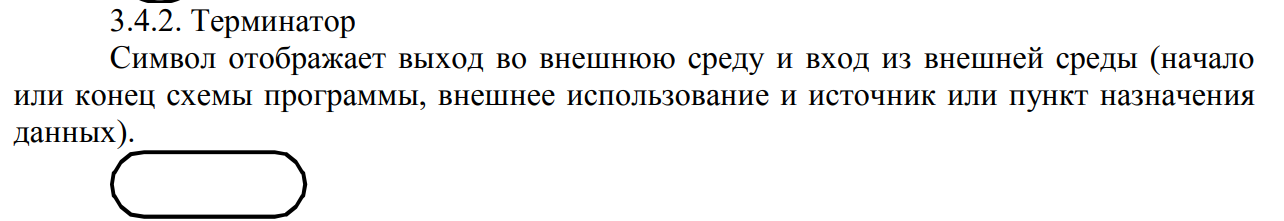 3.4.2. Терминатор
Символ отображает выход во внешнюю среду и вход из внешней среды (начало
или конец схемы программы, внешнее использование и источник или пункт назначения
данных).